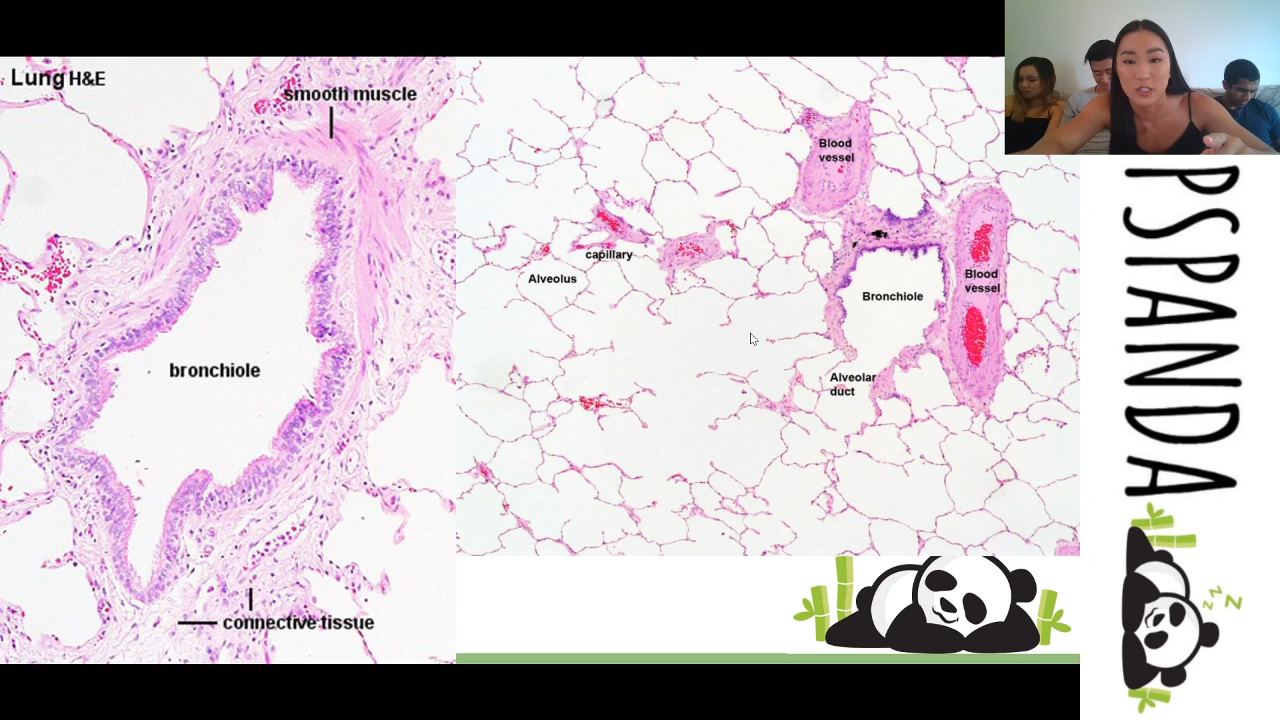 Lung H&E
smooth muscle
bronchiole
connective tissue
Blood
vessel
capillary
Alveolus
Bronchiole
Blood
vessel
Alveolar
duct
PSPANDA
z z Z